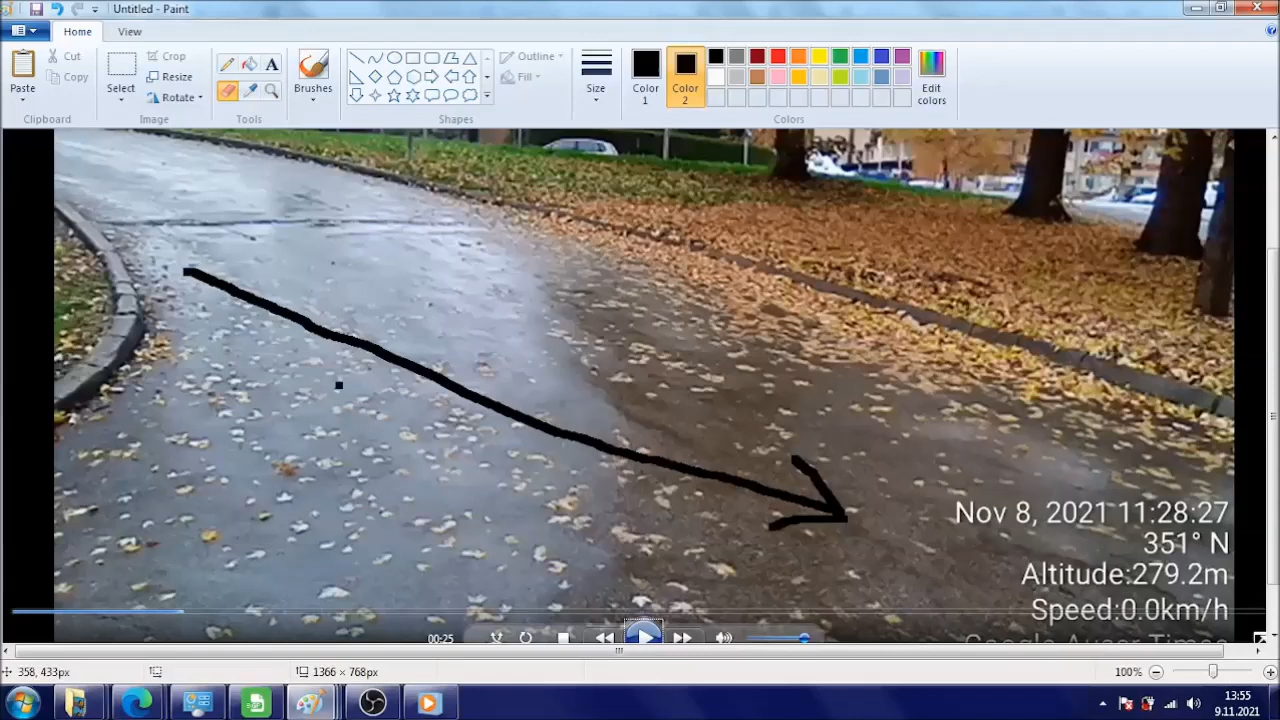 Untitled - Paint
Home
View
Paste
Cut
Copy
Clipboard
Select
Crop
Resize
Rotate
Image
A
Tools
Brushes
Outline
Fill
Shapes
Size
Color 1
Color 2
Edit colors
Colors
Nov 8, 2021 11:28:27
351° N
Altitude:279.2m
Speed:0.0km/h
00:25
358, 433px
1366 × 768px
100%
13:55
9.11.2021